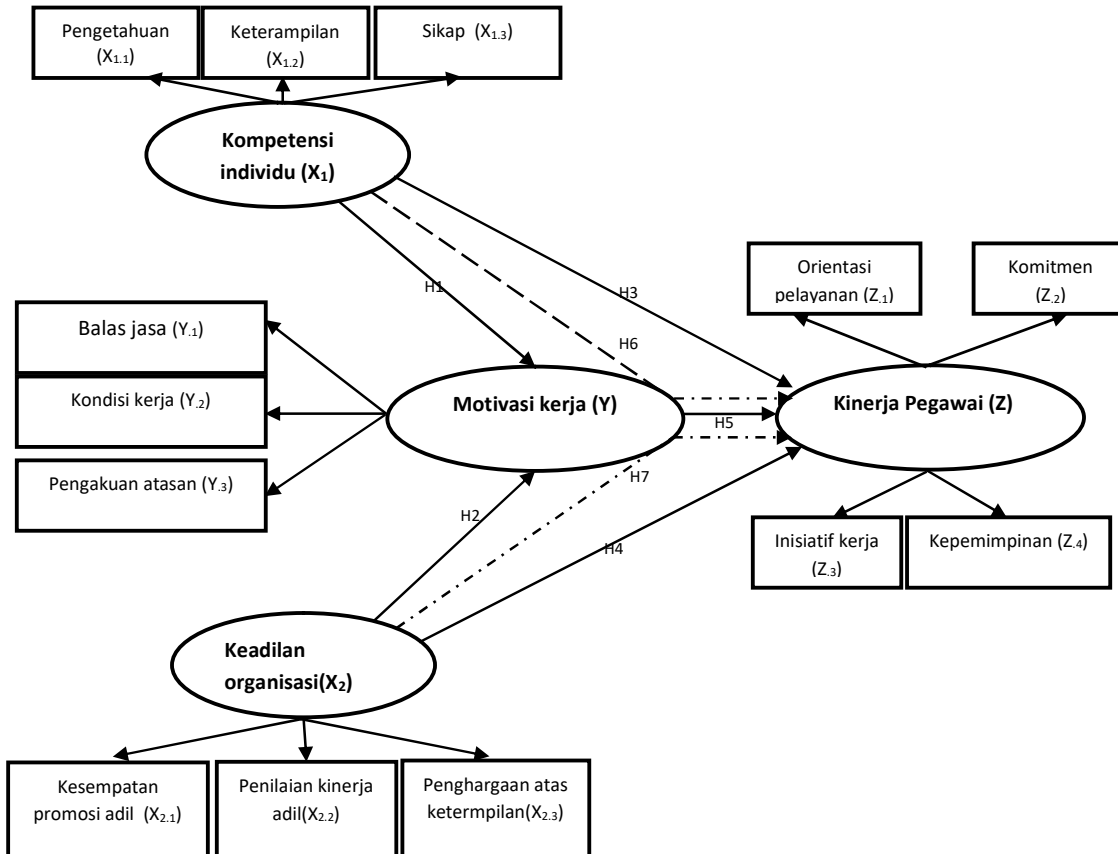 Pengetahuan
(X1.1)
Keterampilan
(X1.2)
Sikap (X1.3)
Kompetensi
individu (X1)
H1
H3
H6
Orientasi
pelayanan (Z.1)
Komitmen
(Z.2)
Balas jasa (Y.1)
Kondisi kerja (Y.2)
Pengakuan atasan (Y.3)
Motivasi kerja (Y)
H5
Kinerja Pegawai (Z)
H7
H2
H4
Inisiatif kerja
(Z.3)
Kepemimpinan (Z.4)
Keadilan
organisasi(X2)
Kesempatan
promosi adil (X2.1)
Penilaian kinerja
adil(X2.2)
Penghargaan atas
ketermpilan(X2.3)